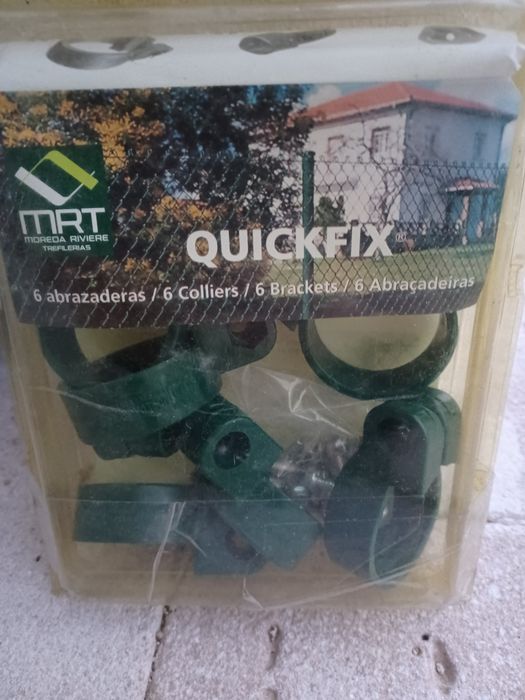 MRT
MOREDA RIVIERE
TREFILERIAS
QUICKFIX®
6 abrazaderas / 6 Colliers / 6 Brackets / 6 Abraçadeiras